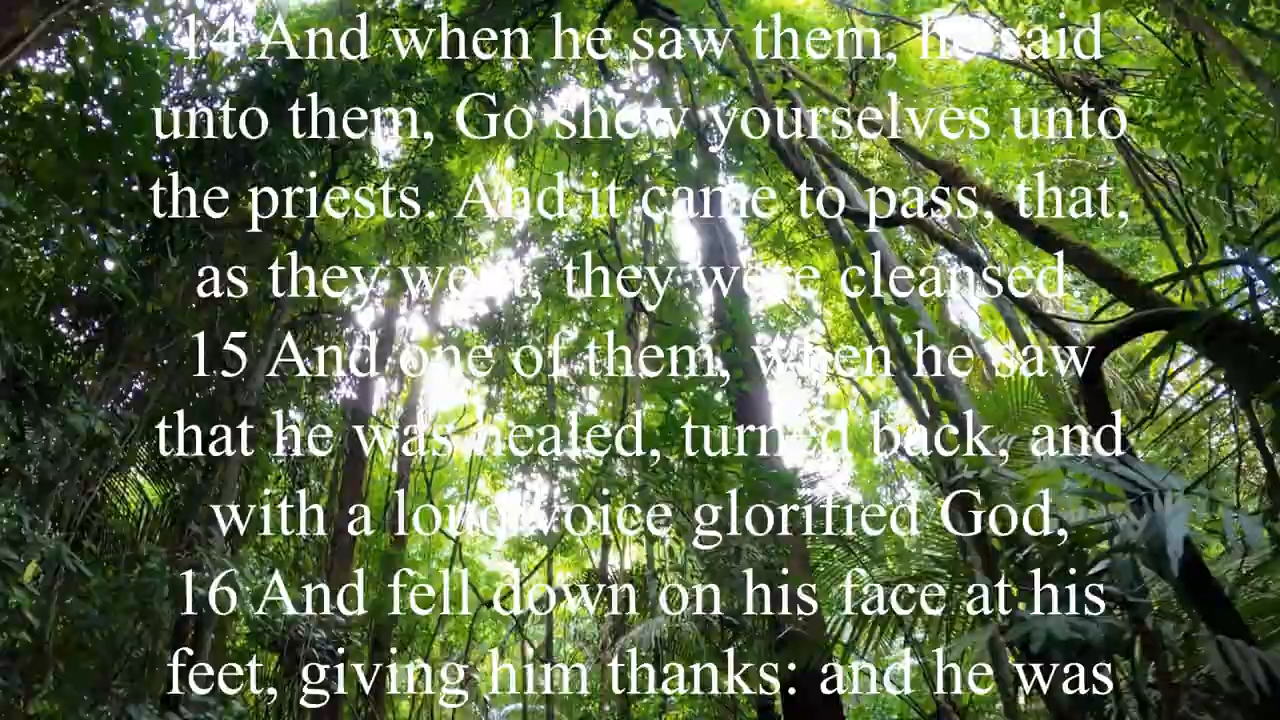 14 And when he saw them, he said
unto them, Go shew yourselves unto
the priests. And it came to pass, that,
as they went, they were cleansed
15 And one of them, when he saw
that he was healed, turned back, and
with a loud voice glorified God,
16 And fell down on his face at his
feet, giving him thanks: and he was